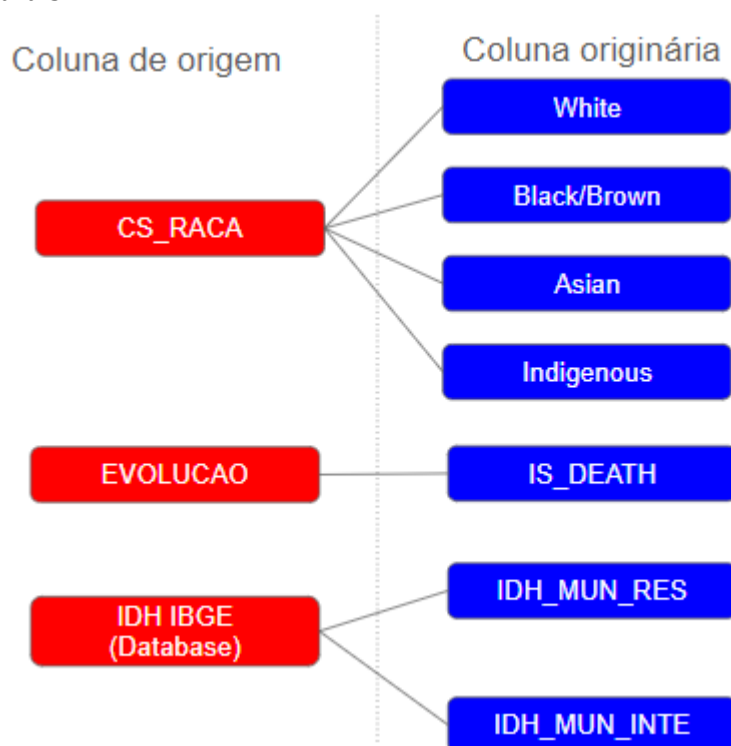 Coluna de origem
Coluna originária
White
Black/Brown
CS_RACA
Asian
Indigenous
EVOLUCAO
IS_DEATH
IDH IBGE
(Database)
IDH_MUN_RES
IDH_MUN_INTE